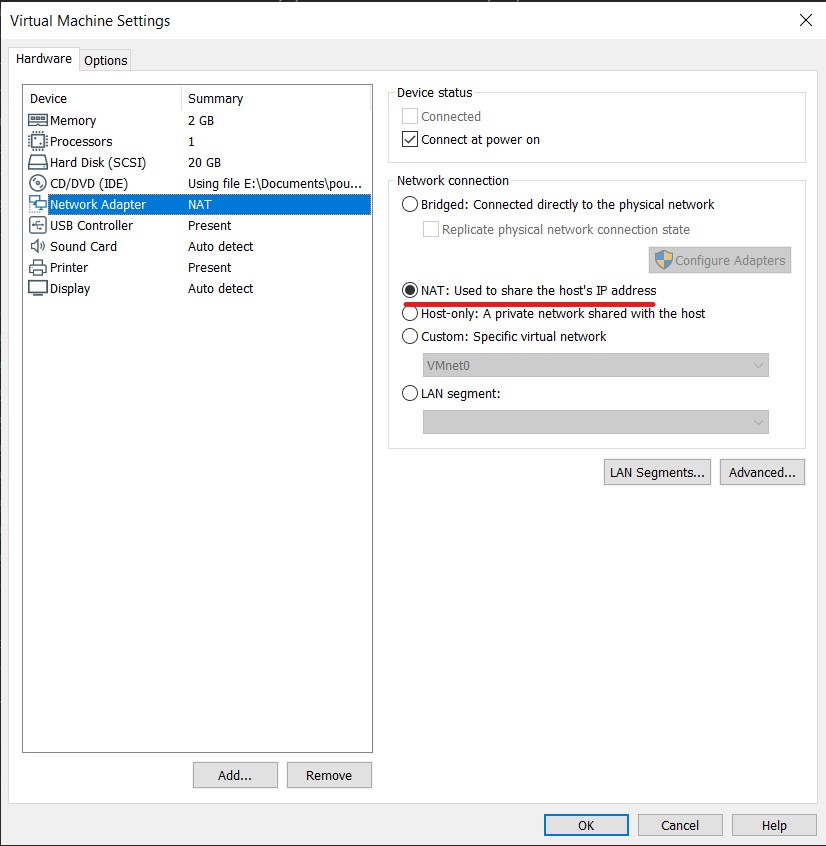 Virtual Machine Settings
Hardware
Options
Device Summary
Memory 2 GB
Processors 1
Hard Disk (SCSI) 20 GB
CD/DVD (IDE) Using file E:\Documents\pou...
Network Adapter NAT
USB Controller Present
Sound Card Auto detect
Printer Present
Display Auto detect
Add...
Remove
Device status
Connected
Connect at power on
Network connection
Bridged: Connected directly to the physical network
Replicate physical network connection state
Configure Adapters
NAT: Used to share the host's IP address
Host-only: A private network shared with the host
Custom: Specific virtual network
VMnet0
LAN segment:
LAN Segments...
Advanced...
OK
Cancel
Help